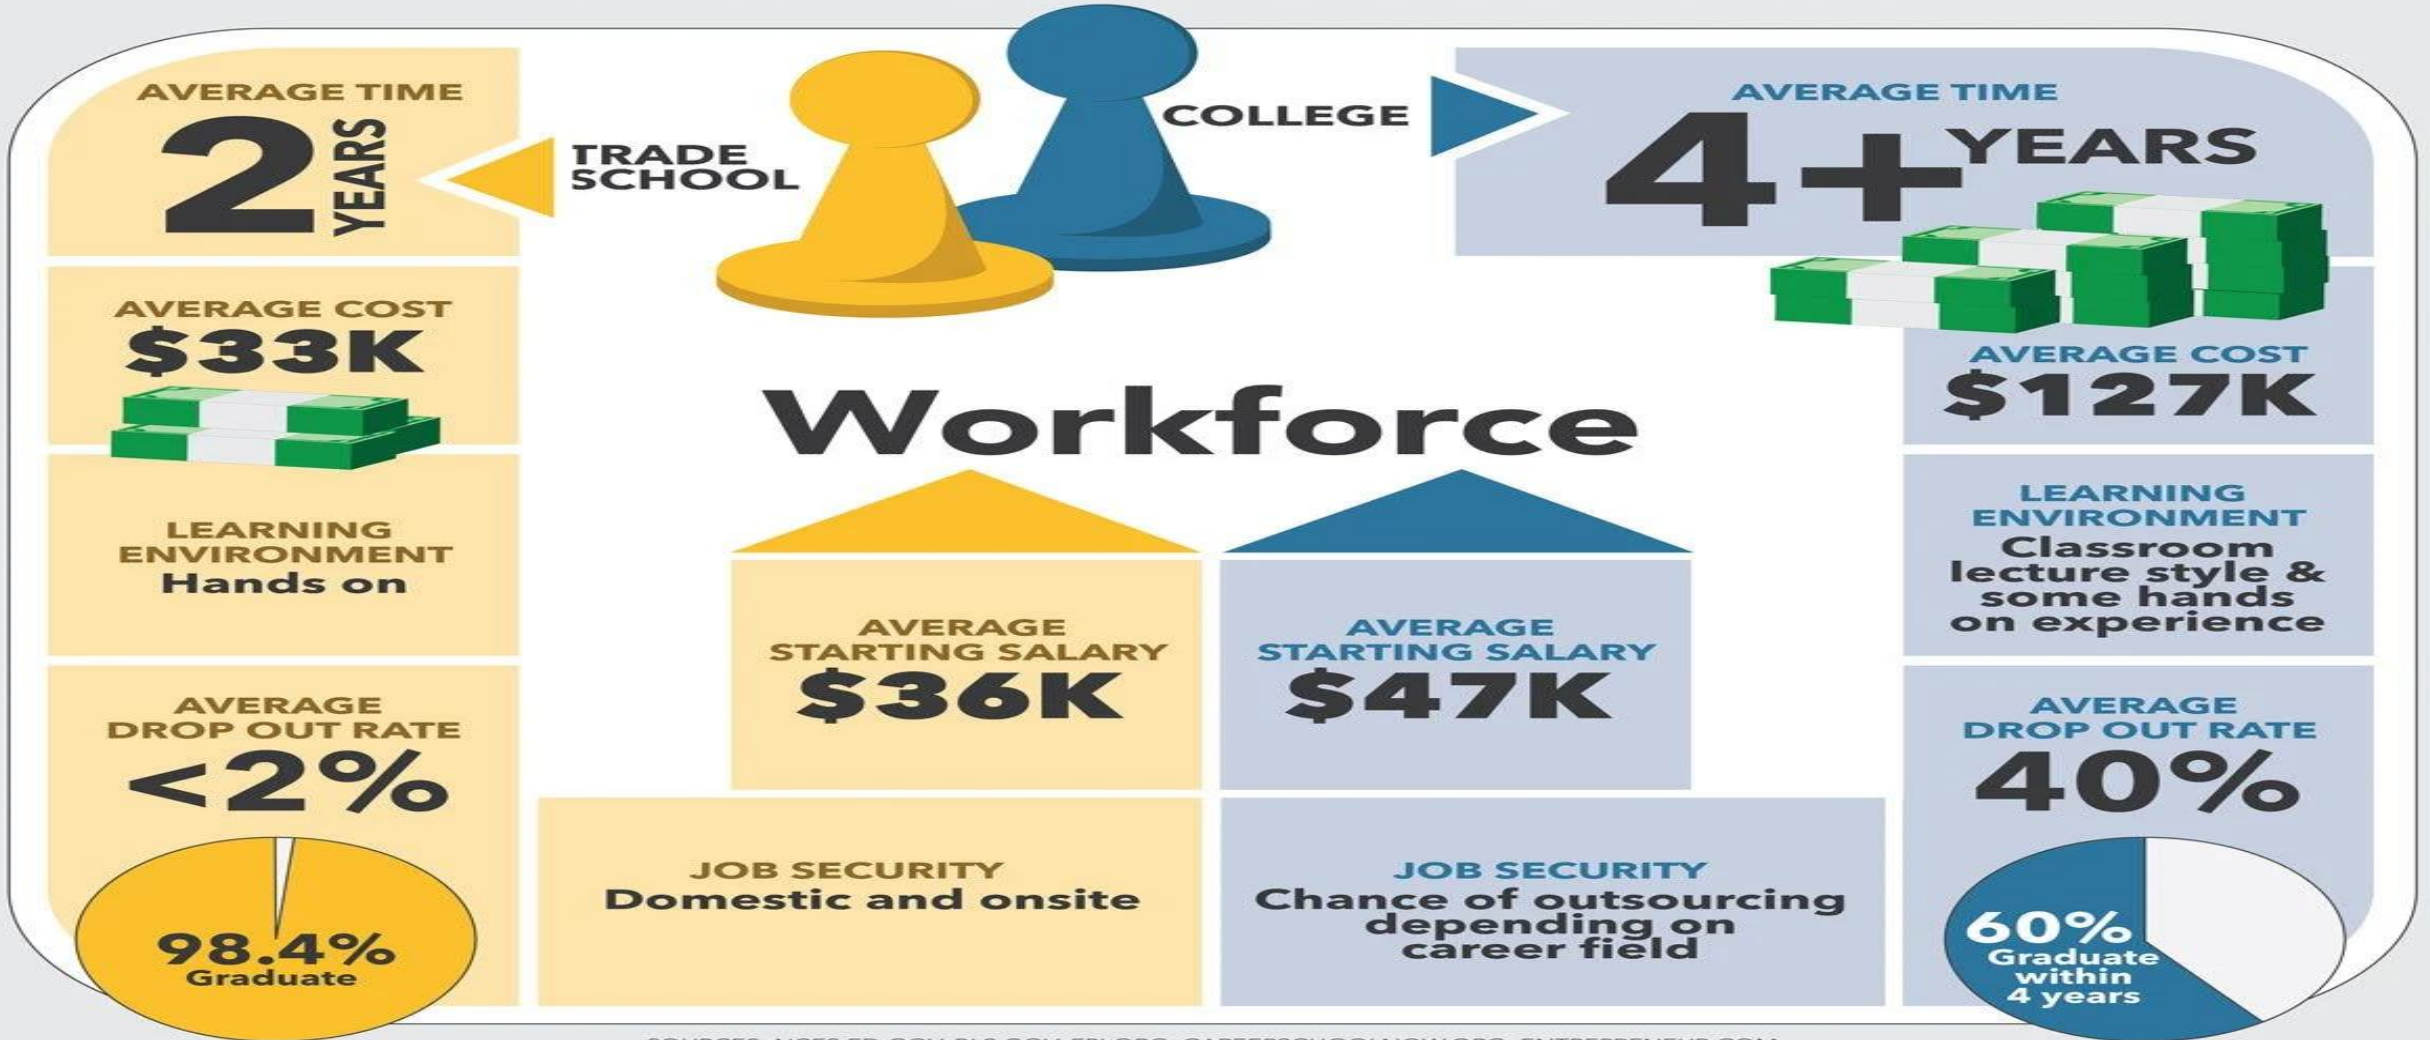 AVERAGE TIME
2 YEARS
TRADE
SCHOOL
COLLEGE
AVERAGE TIME
4+ YEARS
AVERAGE COST
$33K
AVERAGE COST
$127K
Workforce
LEARNING
ENVIRONMENT
Hands on
LEARNING
ENVIRONMENT
Classroom
lecture style &
some hands
on experience
AVERAGE
STARTING SALARY
$36K
AVERAGE
STARTING SALARY
$47K
AVERAGE
DROP OUT RATE
<2%
98.4%
Graduate
JOB SECURITY
Domestic and onsite
JOB SECURITY
Chance of outsourcing
depending on
career field
AVERAGE
DROP OUT RATE
40%
60%
Graduate
within
4 years